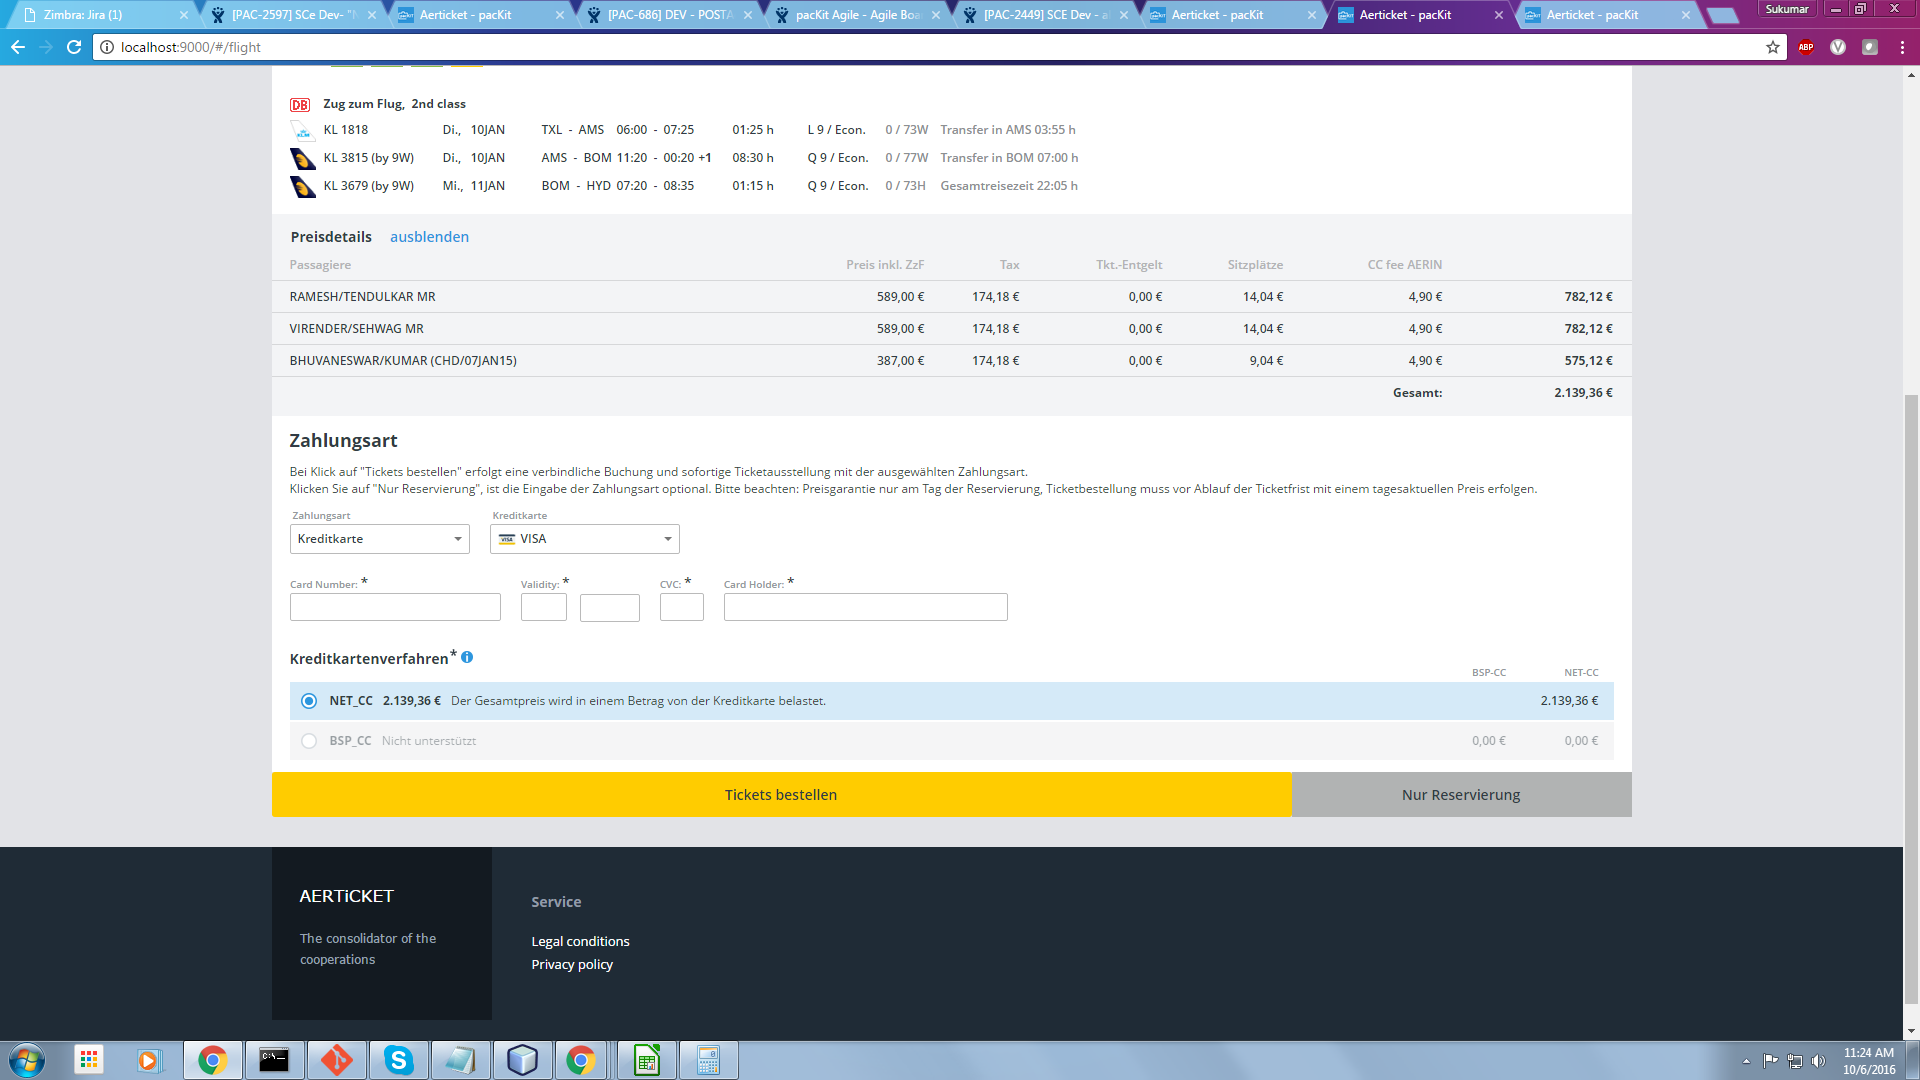 Zimbra: Jira (1)
[PAC-2597] SCe Dev- "N
Aerticket - pacKit
[PAC-686] DEV - POSTA
pacKit Agile - Agile Boa
[PAC-2449] SCE Dev - a
Aerticket - pacKit
Aerticket - pacKit
Aerticket - pacKit
Sukumar
localhost:9000/#/flight
ABP
DB Zug zum Flug, 2nd class
KL 1818 Di., 10JAN TXL - AMS 06:00 - 07:25 01:25 h L 9 / Econ. 0 / 73W Transfer in AMS 03:55 h
KL 3815 (by 9W) Di., 10JAN AMS - BOM 11:20 - 00:20 +1 08:30 h Q 9 / Econ. 0 / 77W Transfer in BOM 07:00 h
KL 3679 (by 9W) Mi., 11JAN BOM - HYD 07:20 - 08:35 01:15 h Q 9 / Econ. 0 / 73H Gesamtreisezeit 22:05 h
Preisdetails ausblenden
Passagiere Preis inkl. ZzF Tax Tkt.-Entgelt Sitzplätze CC fee AERIN
RAMESH/TENDULKAR MR 589,00 € 174,18 € 0,00 € 14,04 € 4,90 € 782,12 €
VIRENDER/SEHWAG MR 589,00 € 174,18 € 0,00 € 14,04 € 4,90 € 782,12 €
BHUVANESWAR/KUMAR (CHD/07JAN15) 387,00 € 174,18 € 0,00 € 9,04 € 4,90 € 575,12 €
Gesamt: 2.139,36 €
Zahlungsart
Bei Klick auf "Tickets bestellen" erfolgt eine verbindliche Buchung und sofortige Ticketausstellung mit der ausgewählten Zahlungsart.
Klicken Sie auf "Nur Reservierung", ist die Eingabe der Zahlungsart optional. Bitte beachten: Preisgarantie nur am Tag der Reservierung, Ticketbestellung muss vor Ablauf der Ticketfrist mit einem tagesaktuellen Preis erfolgen.
Zahlungsart Kreditkarte
Kreditkarte VISA VISA
Card Number: * Validity: * CVC: * Card Holder: *
Kreditkartenverfahren*
BSP-CC NET-CC
NET_CC 2.139,36 € Der Gesamtpreis wird in einem Betrag von der Kreditkarte belastet. 2.139,36 €
BSP_CC Nicht unterstützt 0,00 € 0,00 €
Tickets bestellen Nur Reservierung
AERTiCKET
The consolidator of the
cooperations
Service
Legal conditions
Privacy policy
11:24 AM
10/6/2016